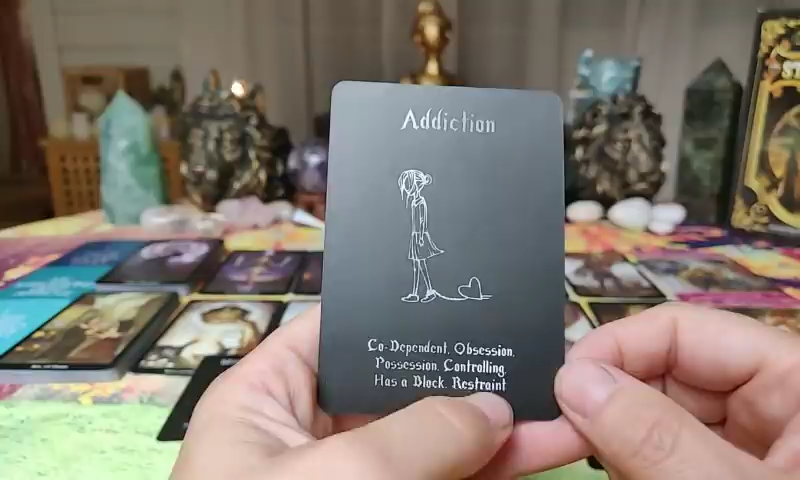 Addiction
Co-Dependent, Obsession,
Possession, Controlling,
Has a Block, Restraint